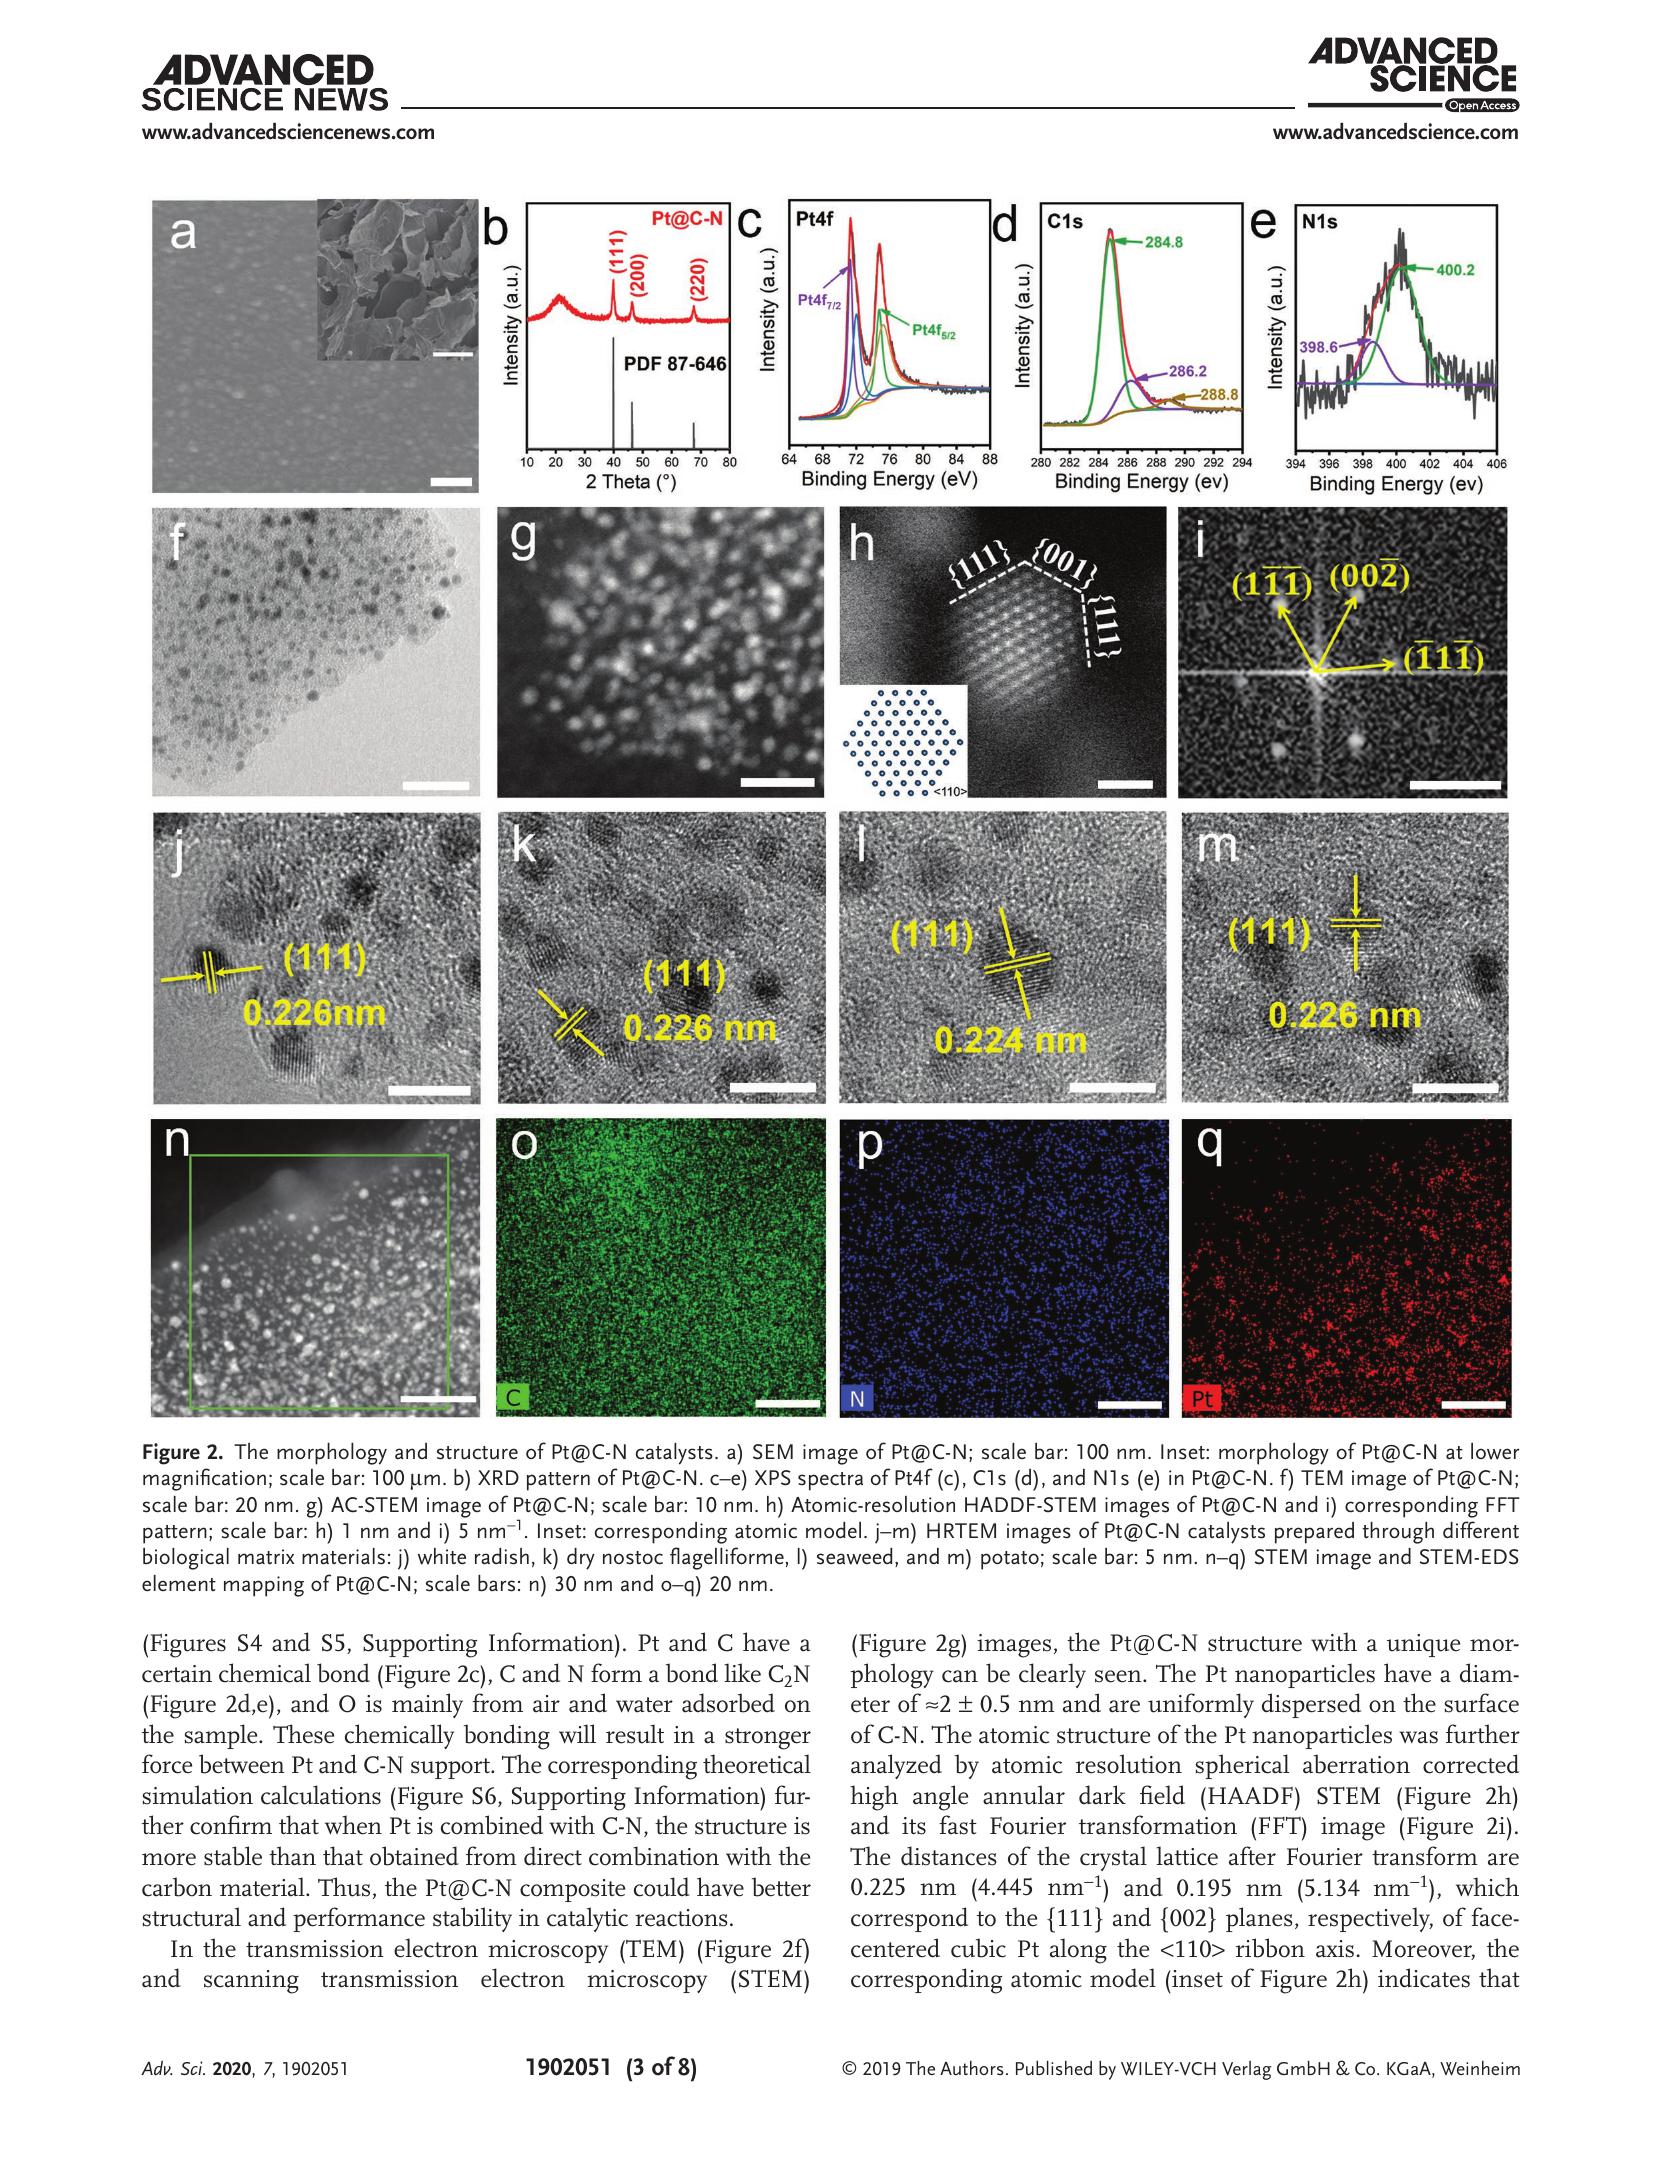 ADVANCED
SCIENCE NEWS
www.advancedsciencenews.com
ADVANCED
SCIENCE
Open Access
www.advancedscience.com
a
b
Pt@C-N
(111)
(200)
(220)
PDF 87-646
Intensity (a.u.)
10 20 30 40 50 60 70 80
2 Theta (°)
c
Pt4f
Pt4f7/2
Pt4f5/2
Intensity (a.u.)
64 68 72 76 80 84 88
Binding Energy (eV)
d
C1s
284.8
286.2
288.8
Intensity (a.u.)
280 282 284 286 288 290 292 294
Binding Energy (ev)
e
N1s
400.2
398.6
Intensity (a.u.)
394 396 398 400 402 404 406
Binding Energy (ev)
f
g
h
{111}
{001}
{111}
<110>
i
(11̅1̅) (002̅)
(1̅11̅)
j
(111)
0.226nm
k
(111)
0.226 nm
l
(111)
0.224 nm
m
(111)
0.226 nm
n
o
C
p
N
q
Pt
Figure 2. The morphology and structure of Pt@C-N catalysts. a) SEM image of Pt@C-N; scale bar: 100 nm. Inset: morphology of Pt@C-N at lower
magnification; scale bar: 100 µm. b) XRD pattern of Pt@C-N. c–e) XPS spectra of Pt4f (c), C1s (d), and N1s (e) in Pt@C-N. f) TEM image of Pt@C-N;
scale bar: 20 nm. g) AC-STEM image of Pt@C-N; scale bar: 10 nm. h) Atomic-resolution HADDF-STEM images of Pt@C-N and i) corresponding FFT
pattern; scale bar: h) 1 nm and i) 5 nm⁻¹. Inset: corresponding atomic model. j–m) HRTEM images of Pt@C-N catalysts prepared through different
biological matrix materials: j) white radish, k) dry nostoc flagelliforme, l) seaweed, and m) potato; scale bar: 5 nm. n–q) STEM image and STEM-EDS
element mapping of Pt@C-N; scale bars: n) 30 nm and o–q) 20 nm.
(Figures S4 and S5, Supporting Information). Pt and C have a
certain chemical bond (Figure 2c), C and N form a bond like C₂N
(Figure 2d,e), and O is mainly from air and water adsorbed on
the sample. These chemically bonding will result in a stronger
force between Pt and C-N support. The corresponding theoretical
simulation calculations (Figure S6, Supporting Information) fur-
ther confirm that when Pt is combined with C-N, the structure is
more stable than that obtained from direct combination with the
carbon material. Thus, the Pt@C-N composite could have better
structural and performance stability in catalytic reactions.
In the transmission electron microscopy (TEM) (Figure 2f)
and scanning transmission electron microscopy (STEM)
(Figure 2g) images, the Pt@C-N structure with a unique mor-
phology can be clearly seen. The Pt nanoparticles have a diam-
eter of ≈2 ± 0.5 nm and are uniformly dispersed on the surface
of C-N. The atomic structure of the Pt nanoparticles was further
analyzed by atomic resolution spherical aberration corrected
high angle annular dark field (HAADF) STEM (Figure 2h)
and its fast Fourier transformation (FFT) image (Figure 2i).
The distances of the crystal lattice after Fourier transform are
0.225 nm (4.445 nm⁻¹) and 0.195 nm (5.134 nm⁻¹), which
correspond to the {111} and {002} planes, respectively, of face-
centered cubic Pt along the <110> ribbon axis. Moreover, the
corresponding atomic model (inset of Figure 2h) indicates that
Adv. Sci. 2020, 7, 1902051
1902051 (3 of 8)
© 2019 The Authors. Published by WILEY-VCH Verlag GmbH & Co. KGaA, Weinheim